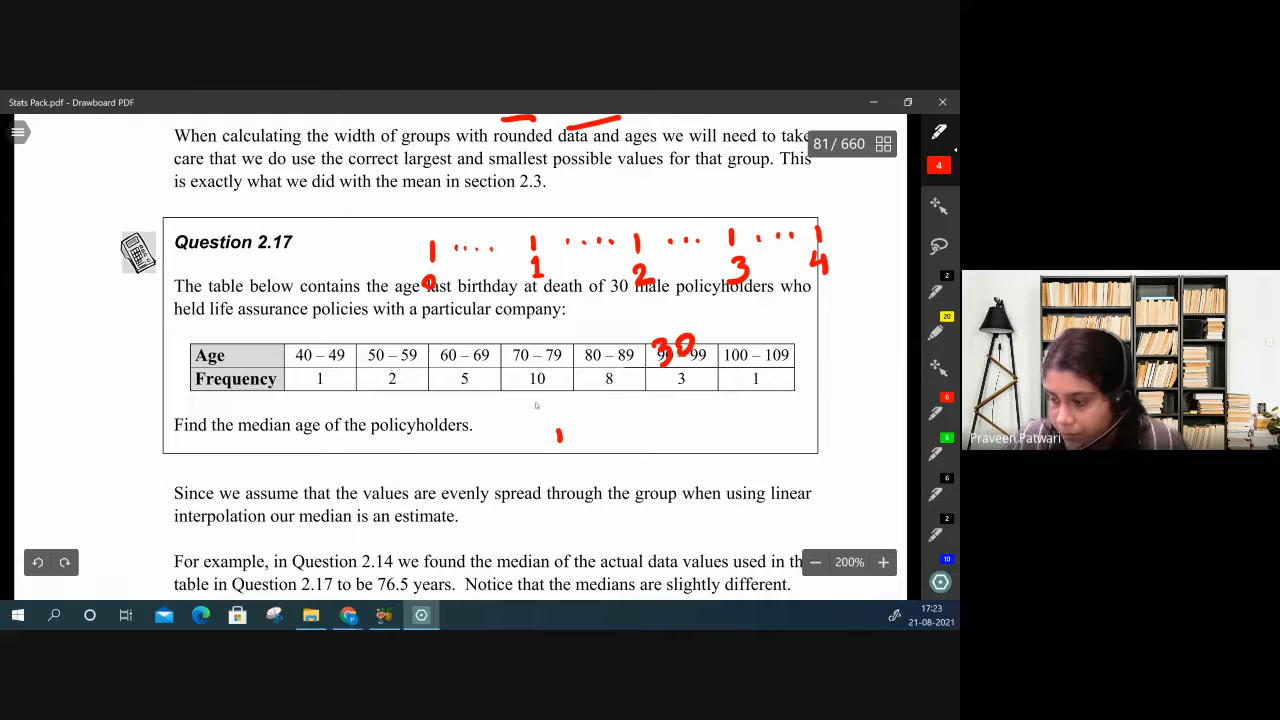 Stats Pack.pdf - Drawboard PDF
When calculating the width of groups with rounded data and ages we will need to take
care that we do use the correct largest and smallest possible values for that group. This
is exactly what we did with the mean in section 2.3.
81 / 660
4
Question 2.17
0 1 2 3 4
The table below contains the age last birthday at death of 30 male policyholders who
held life assurance policies with a particular company:
30
Age 40 – 49 50 – 59 60 – 69 70 – 79 80 – 89 90 – 99 100 – 109
Frequency 1 2 5 10 8 3 1
Find the median age of the policyholders.
Since we assume that the values are evenly spread through the group when using linear
interpolation our median is an estimate.
For example, in Question 2.14 we found the median of the actual data values used in th
table in Question 2.17 to be 76.5 years. Notice that the medians are slightly different.
200%
2
20
6
6
6
2
10
Praveen Patwari
17:23
21-08-2021